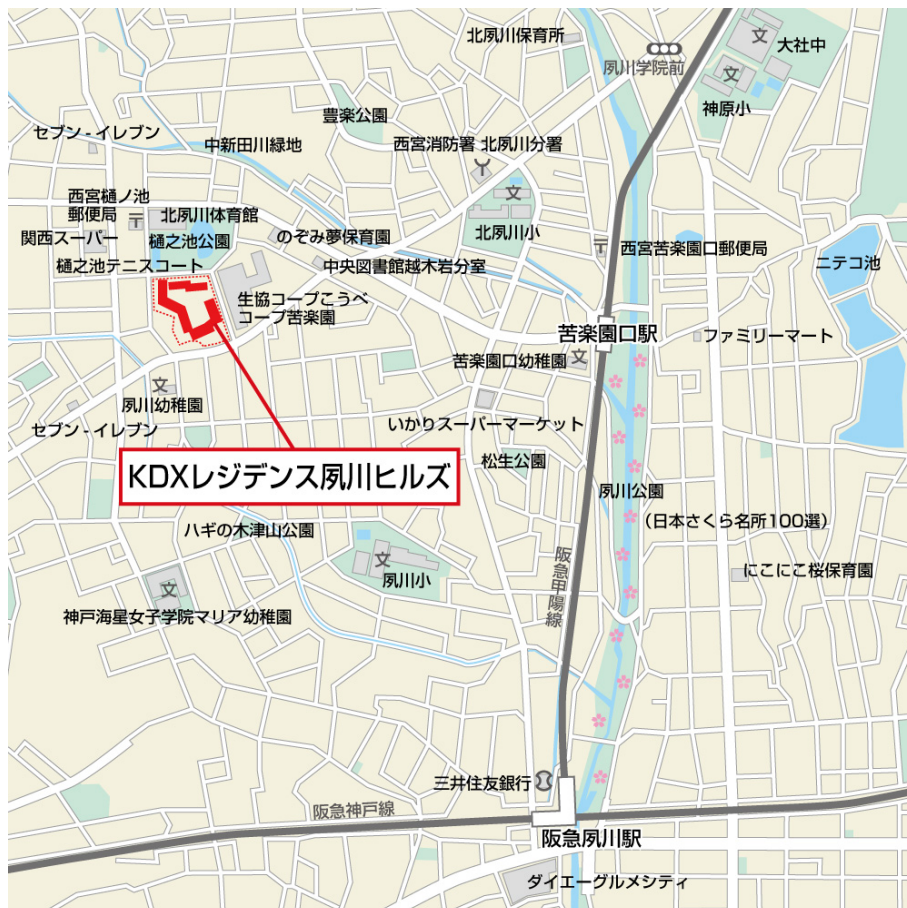 北夙川保育所
大社中
文
夙川学院前
文
神原小
豊楽公園
セブン-イレブン
中新田川緑地
西宮消防署 北夙川分署
文
西宮樋ノ池
郵便局
北夙川体育館
関西スーパー
樋之池公園
のぞみ夢保育園
北夙川小
西宮苦楽園口郵便局
樋之池テニスコート
中央図書館越木岩分室
ニテコ池
生協コープこうべ
コープ苦楽園
苦楽園口駅
ファミリーマート
苦楽園口幼稚園
文
文
夙川幼稚園
いかりスーパーマーケット
セブン-イレブン
松生公園
KDXレジデンス夙川ヒルズ
夙川公園
(日本さくら名所100選)
ハギの木津山公園
阪急甲陽線
文
夙川小
にこにこ桜保育園
文
神戸海星女子学院マリア幼稚園
三井住友銀行
阪急神戸線
阪急夙川駅
ダイエーグルメシティ